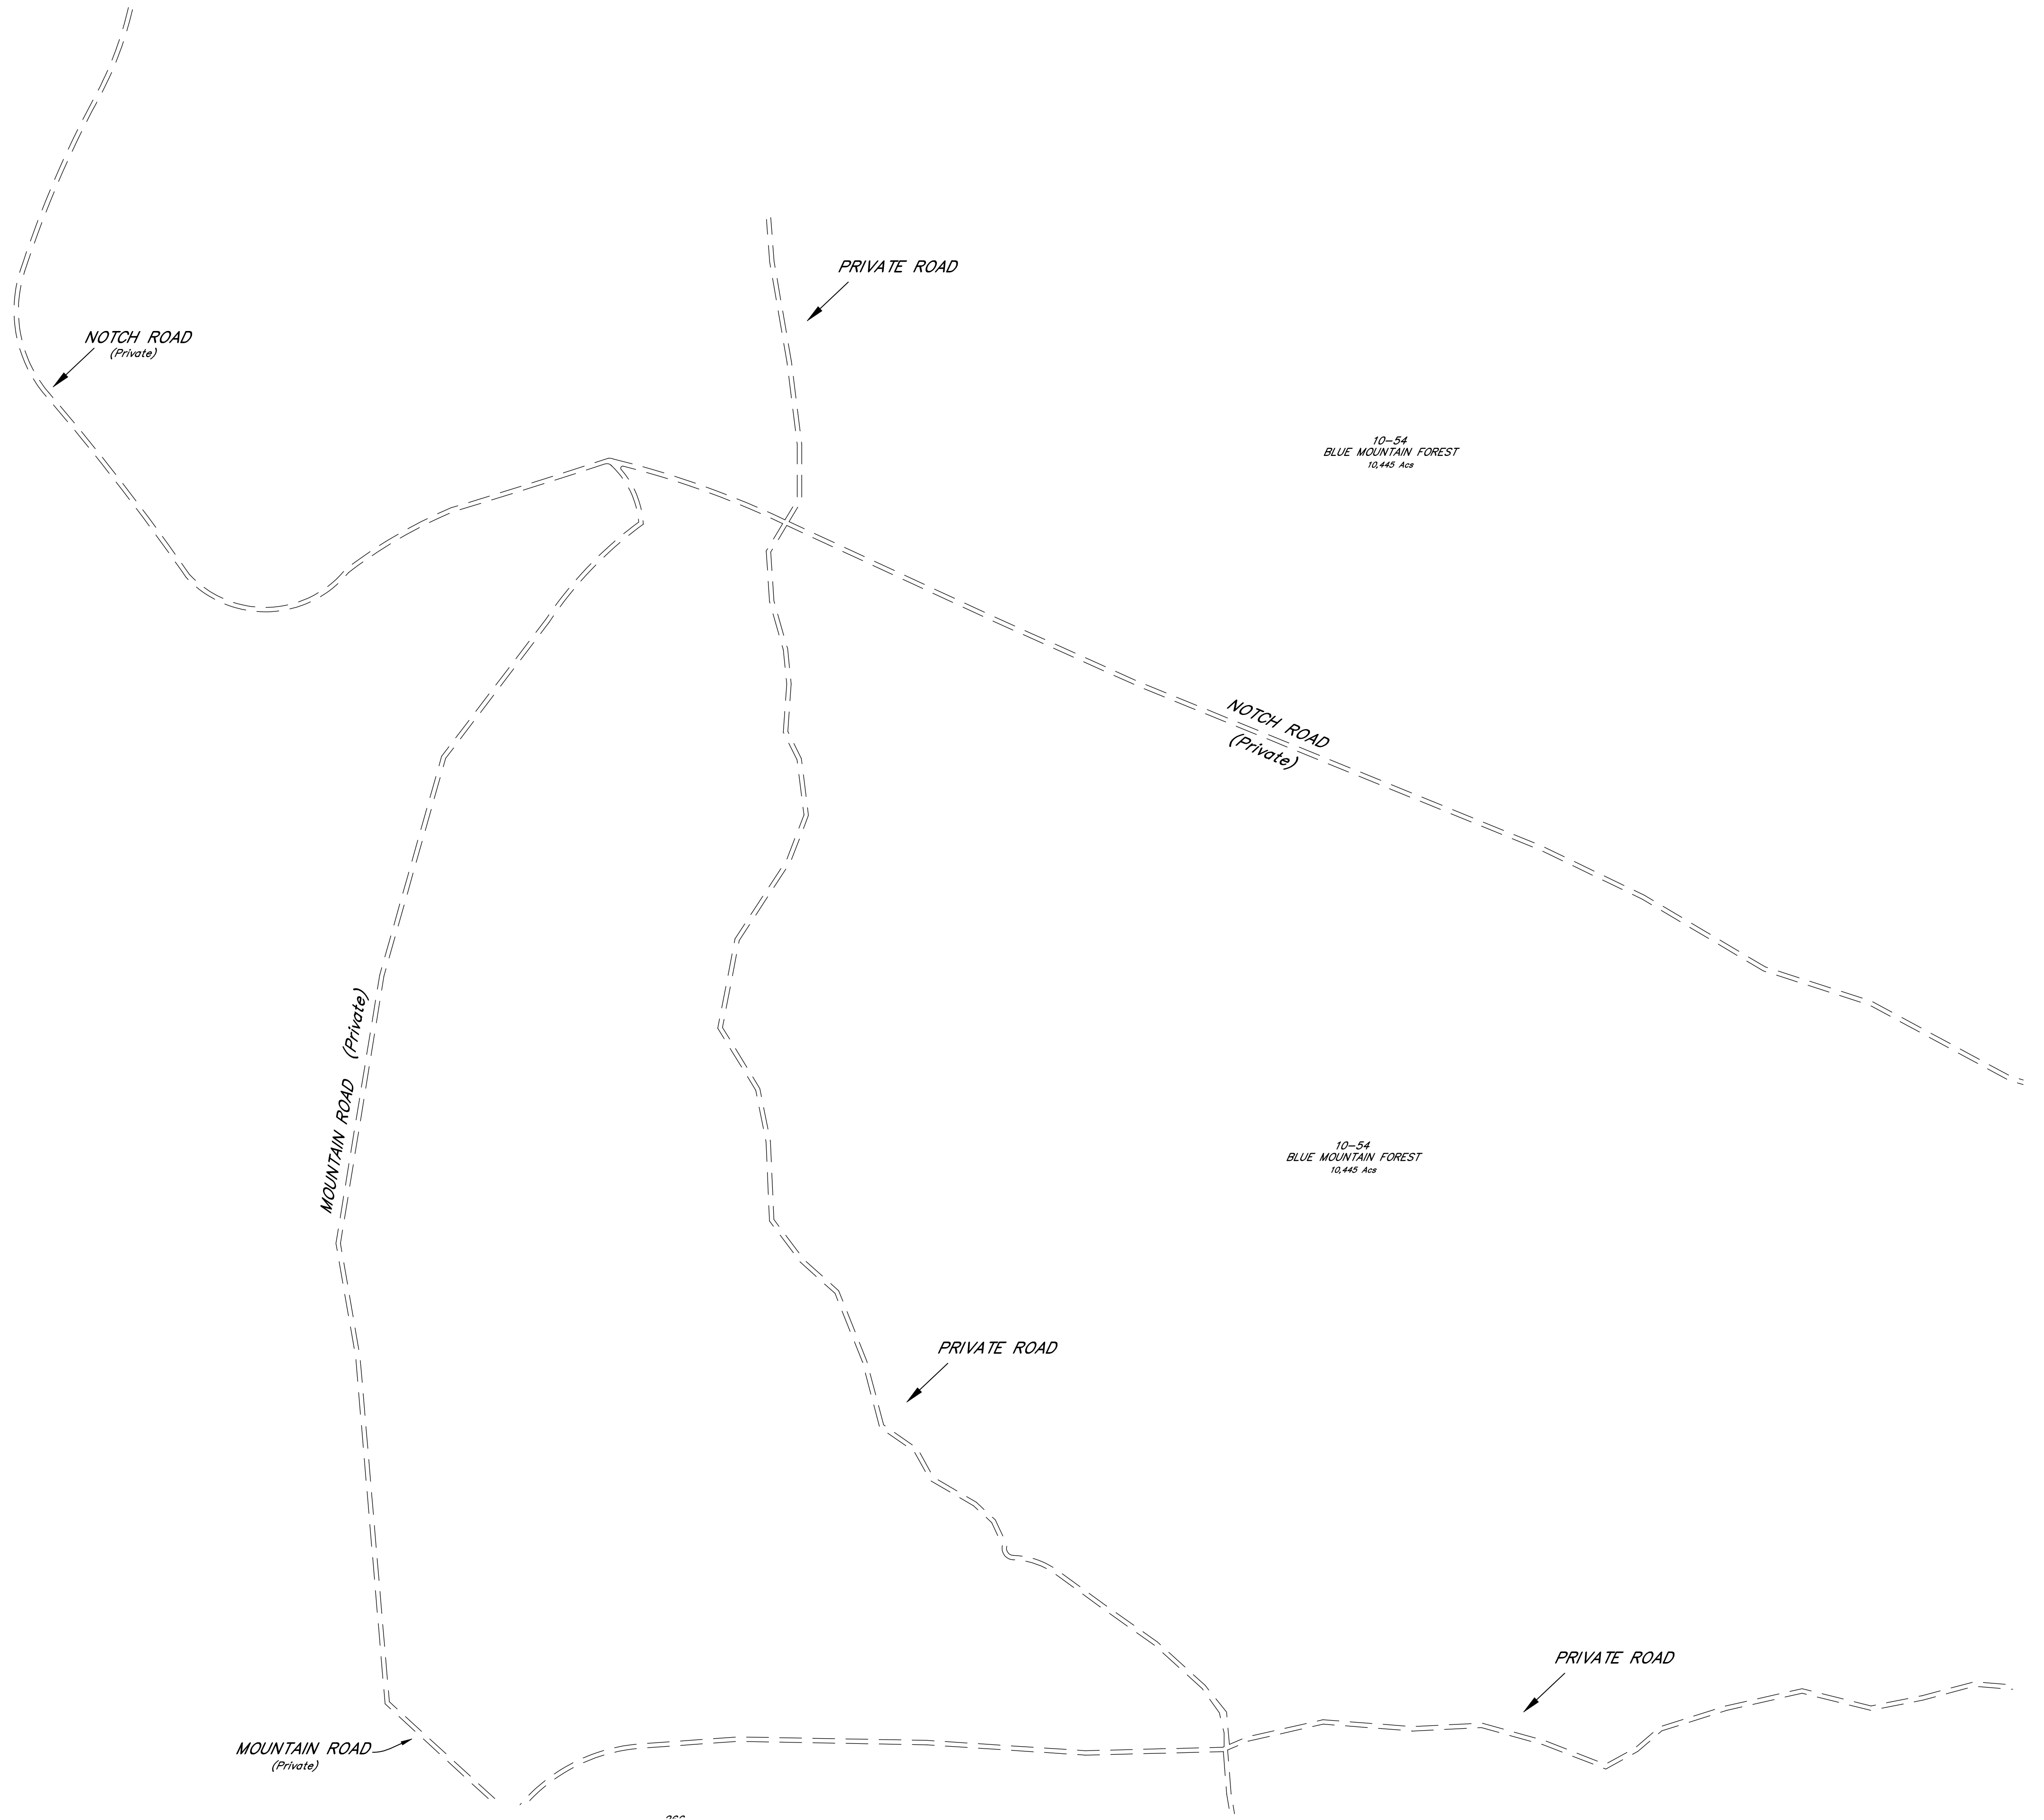 PRIVATE ROAD
NOTCH ROAD
(Private)
10-54
BLUE MOUNTAIN FOREST
10,445 Acs
NOTCH ROAD
(Private)
MOUNTAIN ROAD (Private)
10-54
BLUE MOUNTAIN FOREST
10,445 Acs
PRIVATE ROAD
PRIVATE ROAD
MOUNTAIN ROAD
(Private)